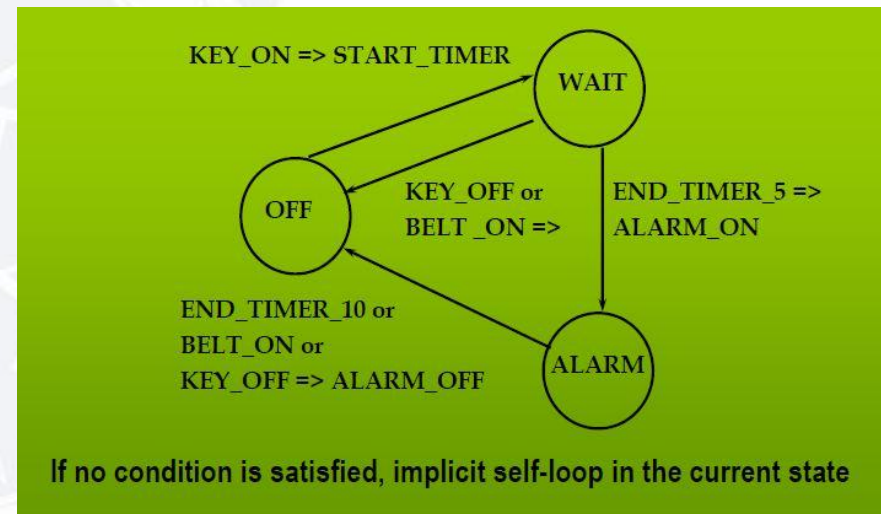 KEY_ON => START_TIMER
WAIT
OFF
KEY_OFF or
BELT _ON =>
END_TIMER_5 =>
ALARM_ON
END_TIMER_10 or
BELT_ON or
KEY_OFF => ALARM_OFF
ALARM
If no condition is satisfied, implicit self-loop in the current state